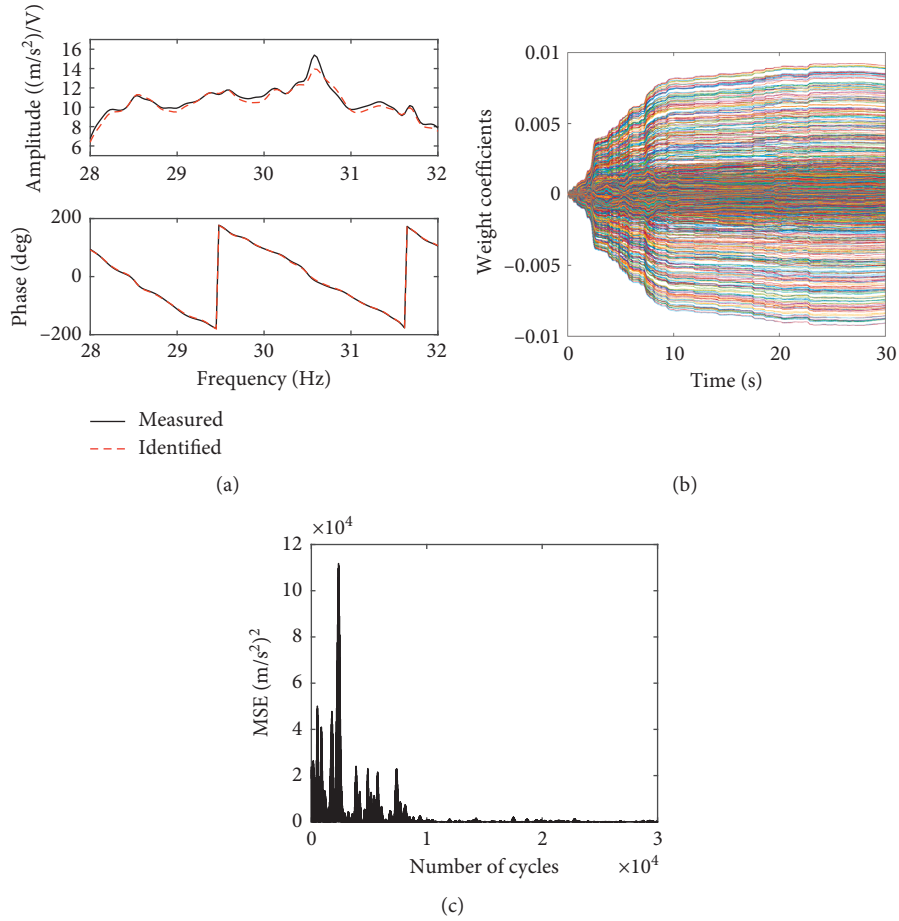 Amplitude ((m/s²)/V)
16
14
12
10
8
6
28 29 30 31 32
Phase (deg)
200
0
−200
28 29 30 31 32
Frequency (Hz)
Measured
Identified
(a)
Weight coefficients
0.01
0.005
0
−0.005
−0.01
0 10 20 30
Time (s)
(b)
×10⁴
MSE (m/s²)²
12
10
8
6
4
2
0
0 1 2 3
Number of cycles ×10⁴
(c)